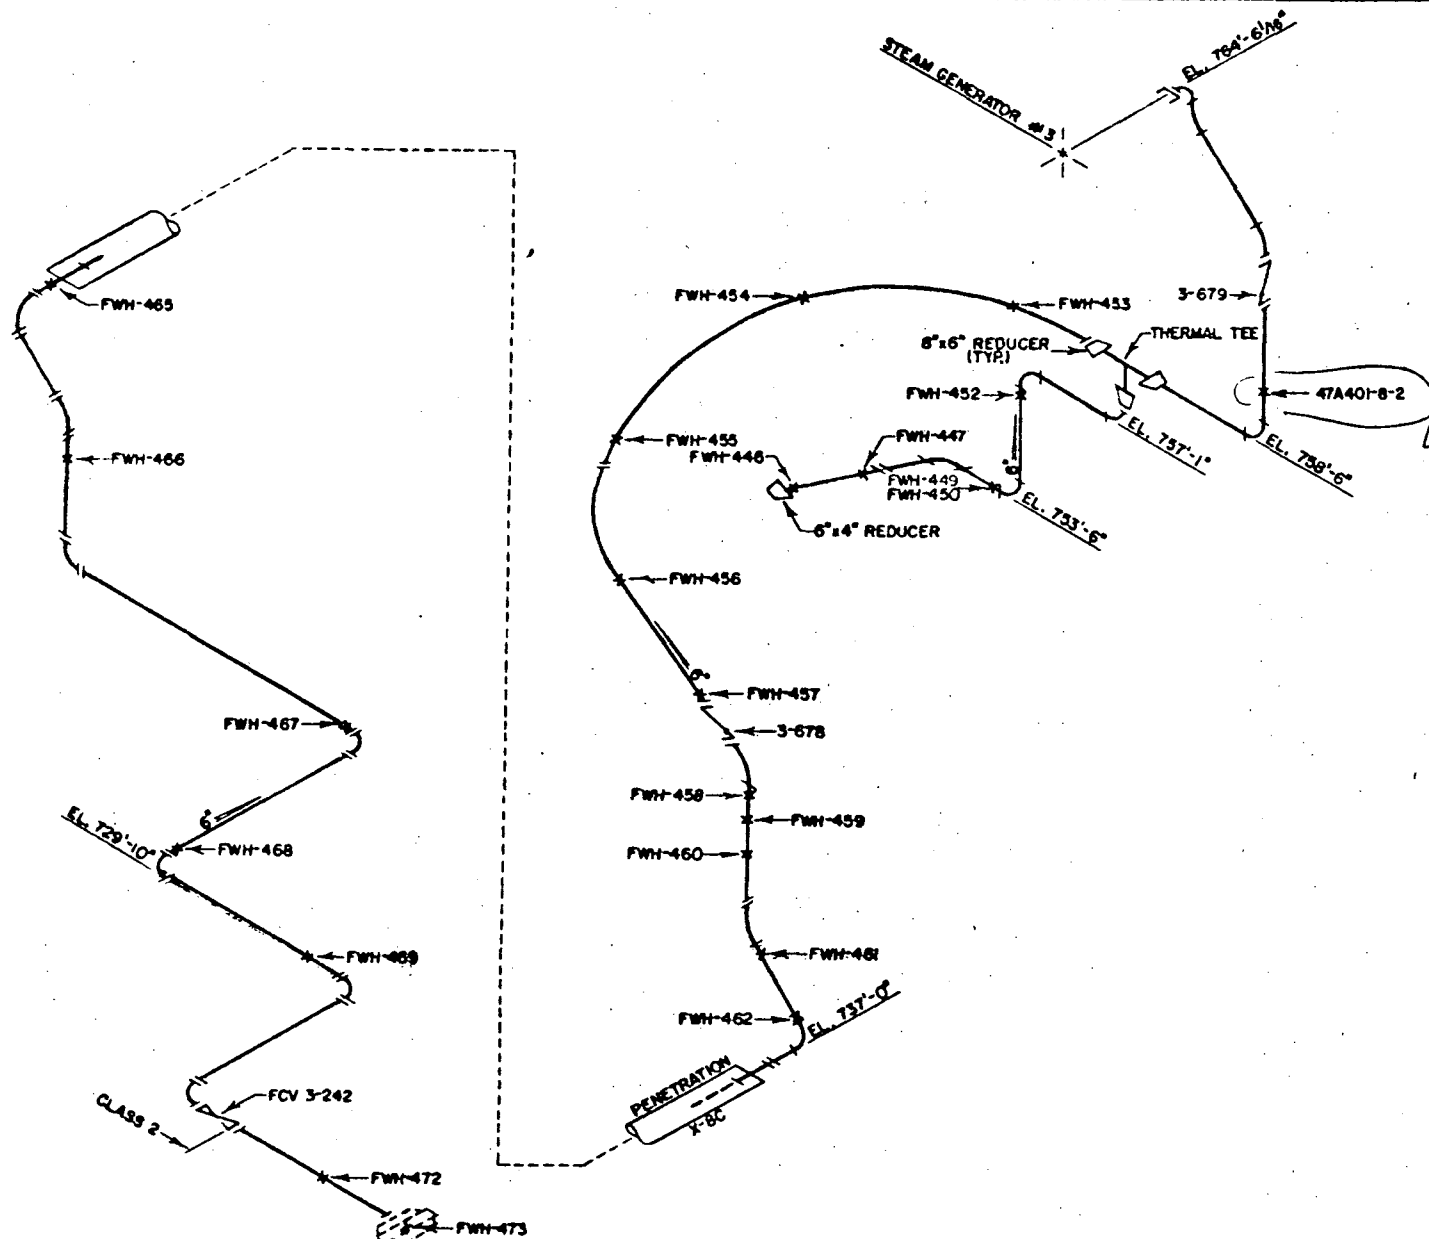 STEAM GENERATOR #3
EL. 764'-6 1/16"
FWH-465
FWH-454
FWH-453
3-679
8"x6" REDUCER
(TYP.)
THERMAL TEE
FWH-452
47A401-8-2
FWH-455
FWH-447
FWH-446
FWH-449
FWH-450
6"
EL. 757'-1"
EL. 758'-6"
EL. 753'-6"
6"x4" REDUCER
FWH-466
FWH-456
6"
FWH-457
FWH-467
3-678
FWH-458
FWH-459
6"
EL. 729'-10"
FWH-468
FWH-460
FWH-469
FWH-461
FWH-462
EL. 737'-0"
PENETRATION
X-8C
FCV 3-242
CLASS 2
FWH-472
FWH-473